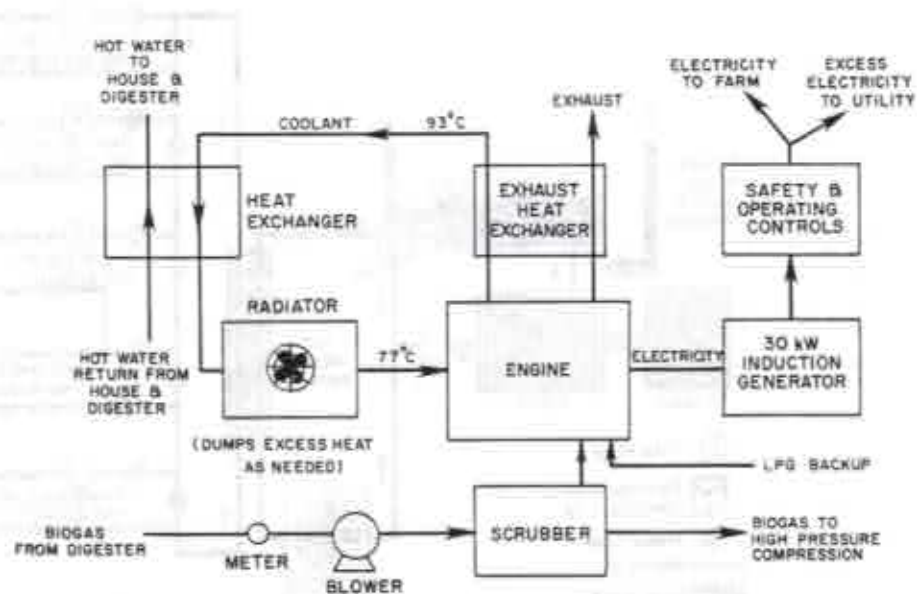 HOT WATER
TO
HOUSE &
DIGESTER
ELECTRICITY
TO FARM
EXCESS
ELECTRICITY
TO UTILITY
EXHAUST
COOLANT
93°C
HEAT
EXCHANGER
EXHAUST
HEAT
EXCHANGER
SAFETY &
OPERATING
CONTROLS
RADIATOR
HOT WATER
RETURN FROM
HOUSE &
DIGESTER
77°C
ENGINE
ELECTRICITY
30 kW
INDUCTION
GENERATOR
(DUMPS EXCESS HEAT
AS NEEDED)
LPG BACKUP
BIOGAS
FROM DIGESTER
METER
BLOWER
SCRUBBER
BIOGAS TO
HIGH PRESSURE
COMPRESSION